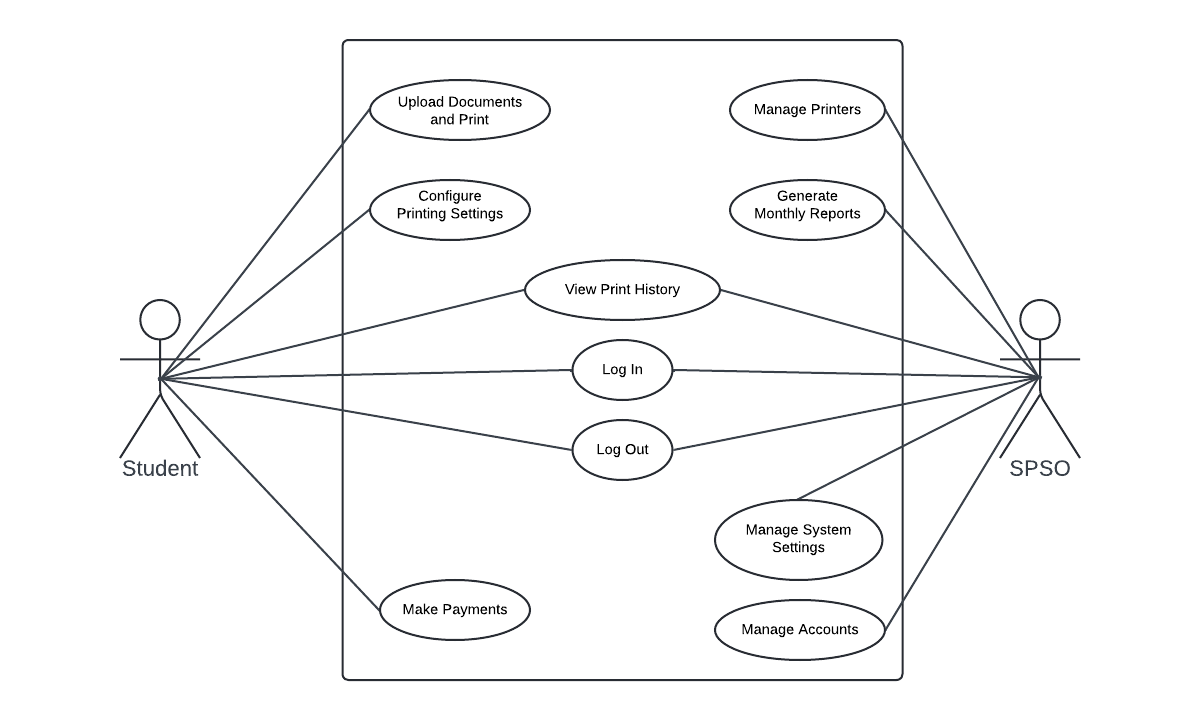 Upload Documents
and Print
Manage Printers
Configure
Printing Settings
Generate
Monthly Reports
View Print History
Log In
Log Out
Student
SPSO
Manage System
Settings
Make Payments
Manage Accounts